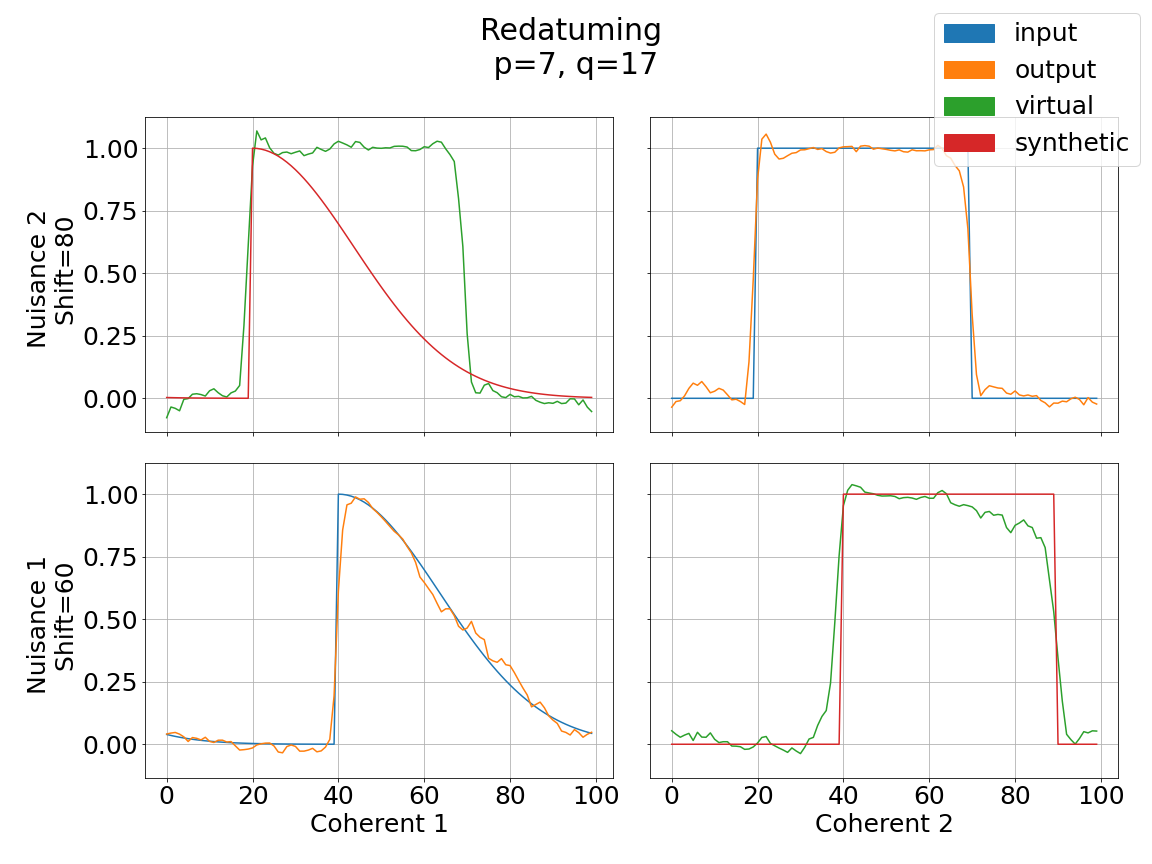 Redatuming
p=7, q=17
input
output
virtual
synthetic
Nuisance 2
Shift=80
1.00
0.75
0.50
0.25
0.00
Nuisance 1
Shift=60
1.00
0.75
0.50
0.25
0.00
0 20 40 60 80 100
Coherent 1
0 20 40 60 80 100
Coherent 2